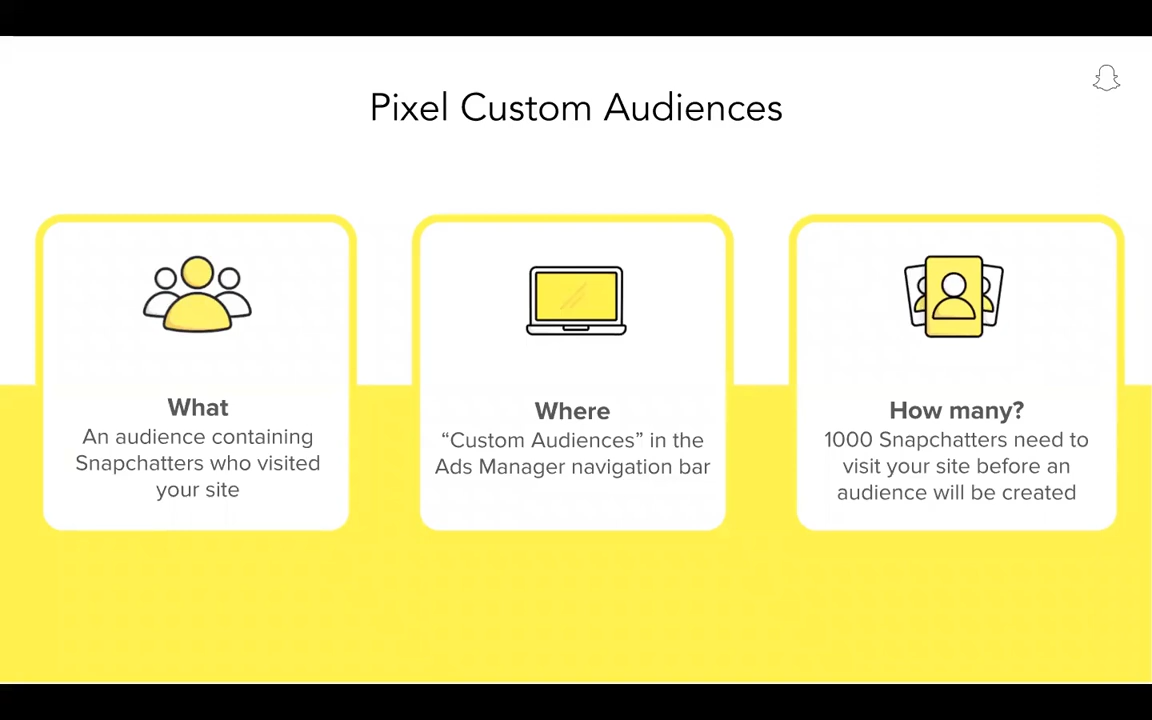 Pixel Custom Audiences
What
An audience containing
Snapchatters who visited
your site
Where
“Custom Audiences” in the
Ads Manager navigation bar
How many?
1000 Snapchatters need to
visit your site before an
audience will be created